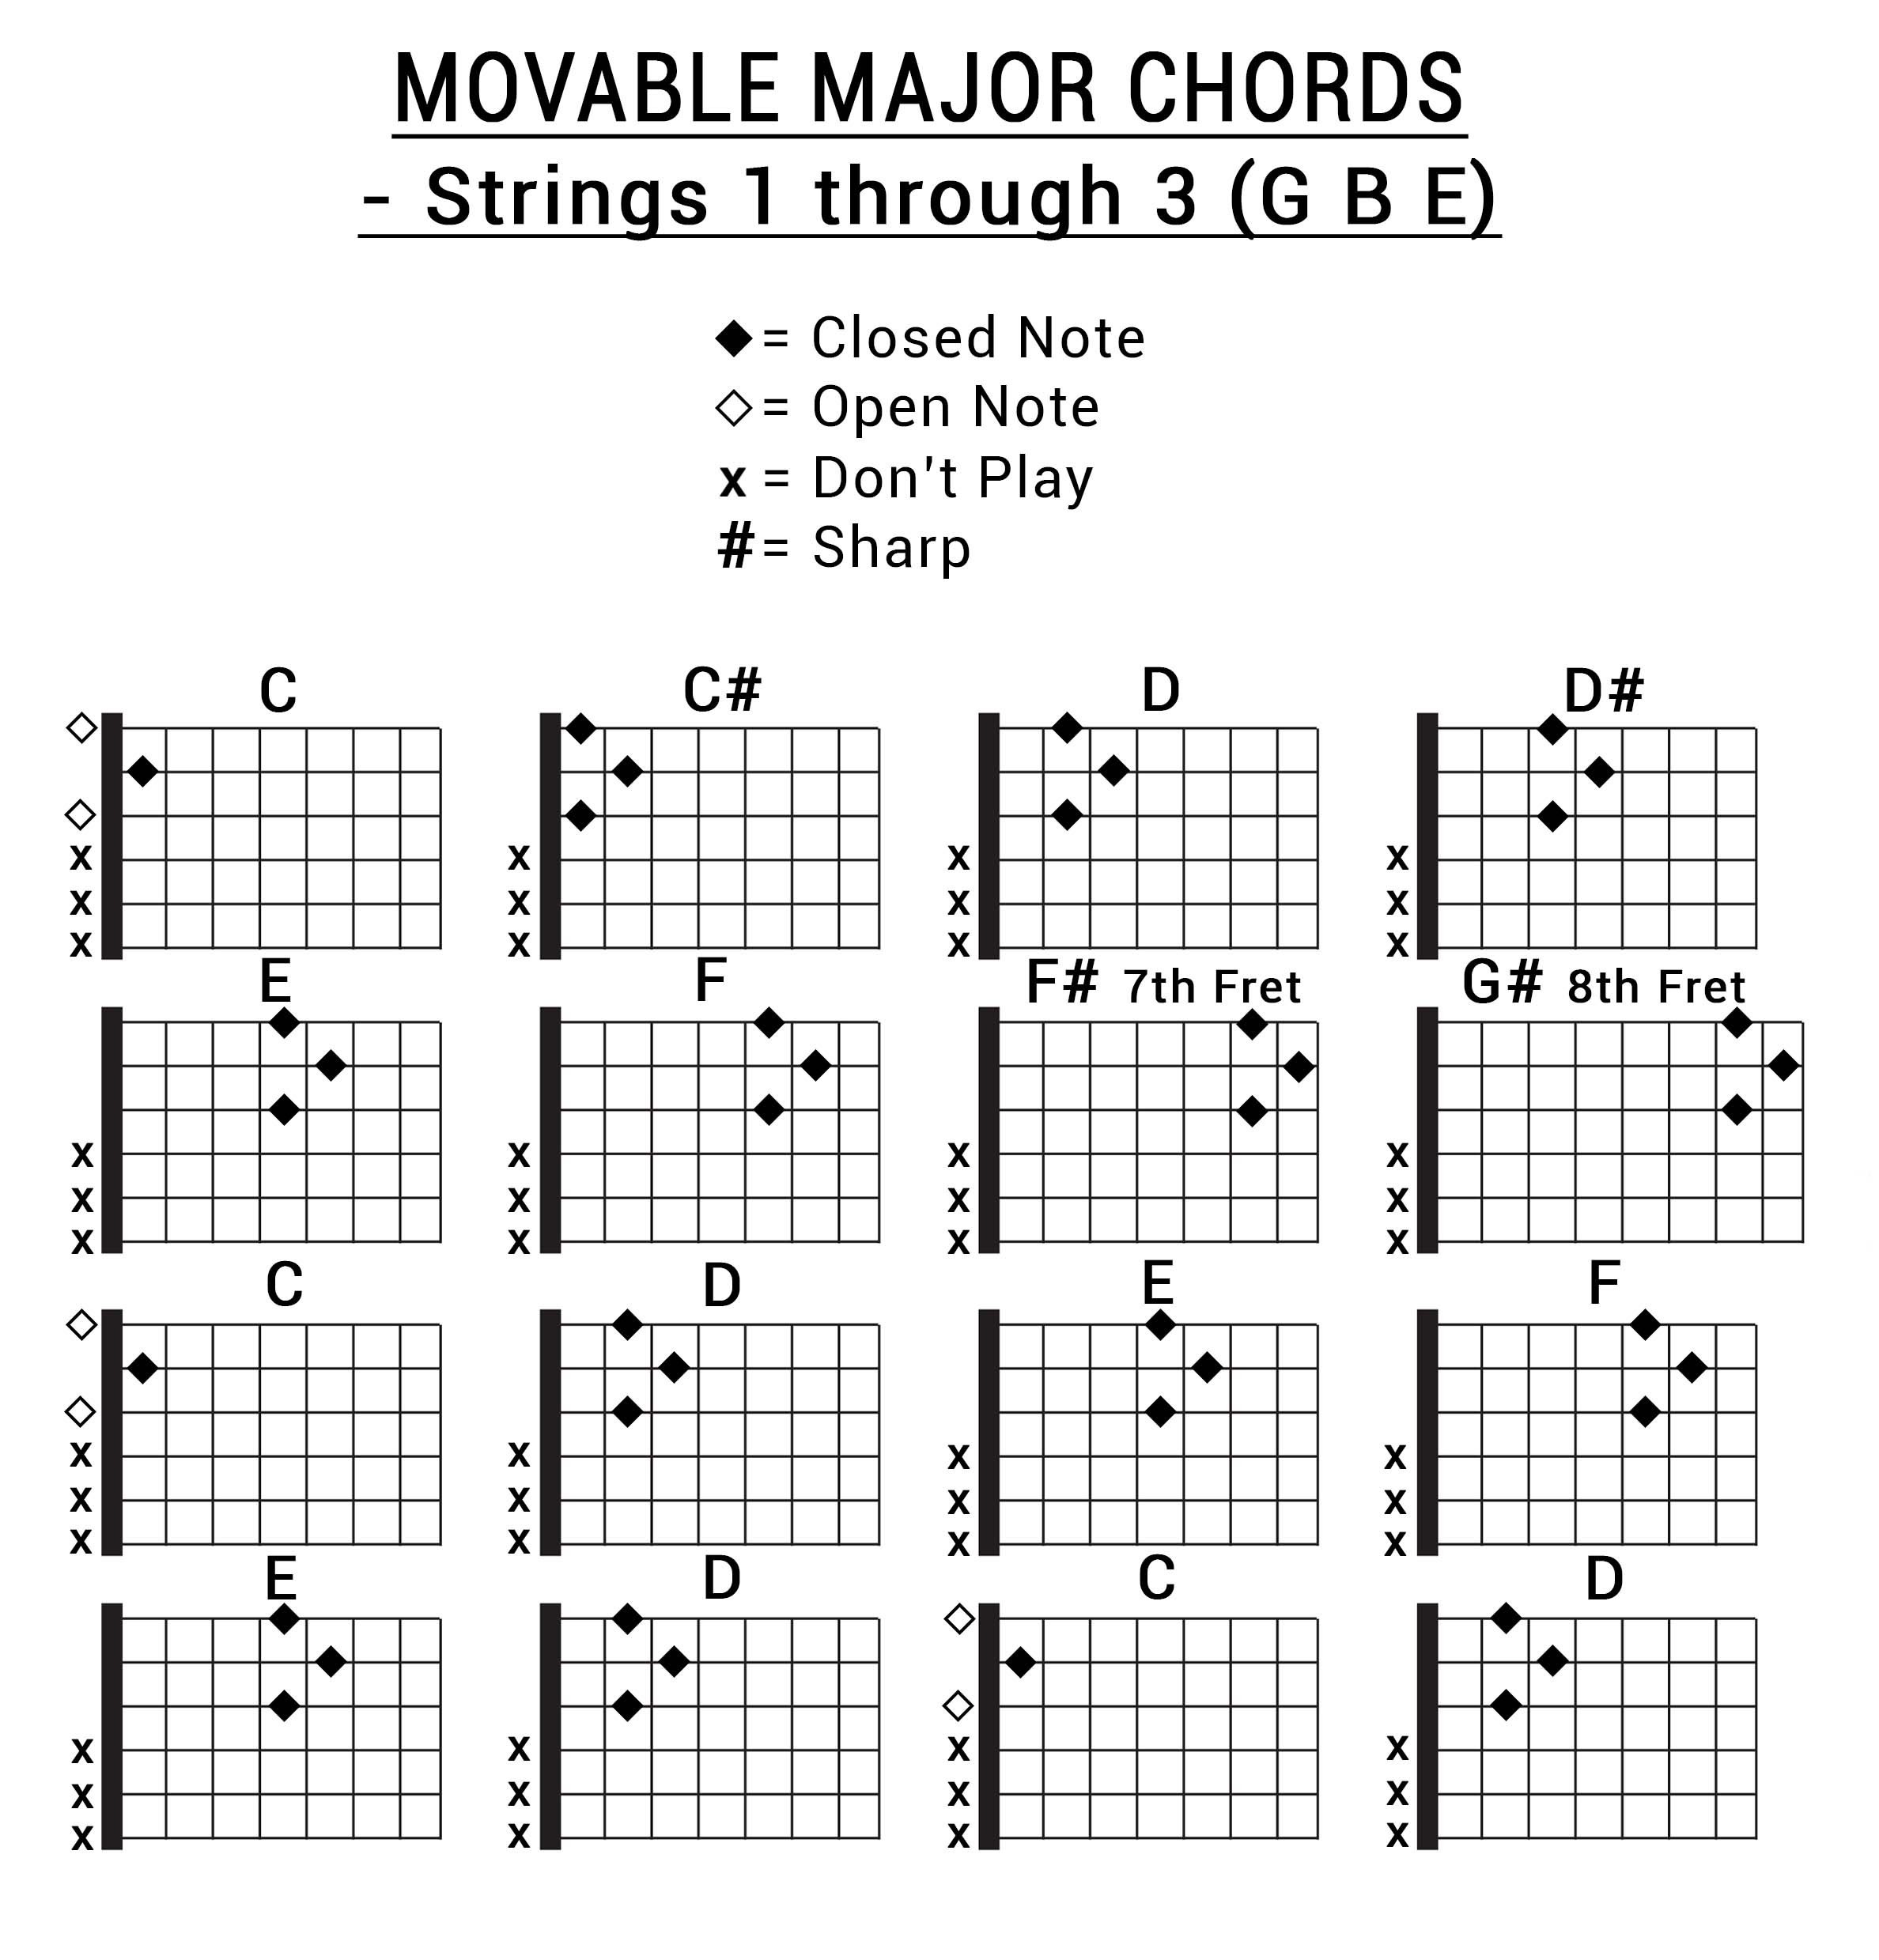 MOVABLE MAJOR CHORDS
- Strings 1 through 3 (G B E)
= Closed Note
= Open Note
x = Don't Play
# = Sharp
C C# D D#
x x x
x x x
x x x
x x x
E F F# 7th Fret G# 8th Fret
x x x
x x x
x x x
x x x
C D E F
x x x
x x x
x x x
x x x
E D C D
x x x
x x x
x x x
x x x